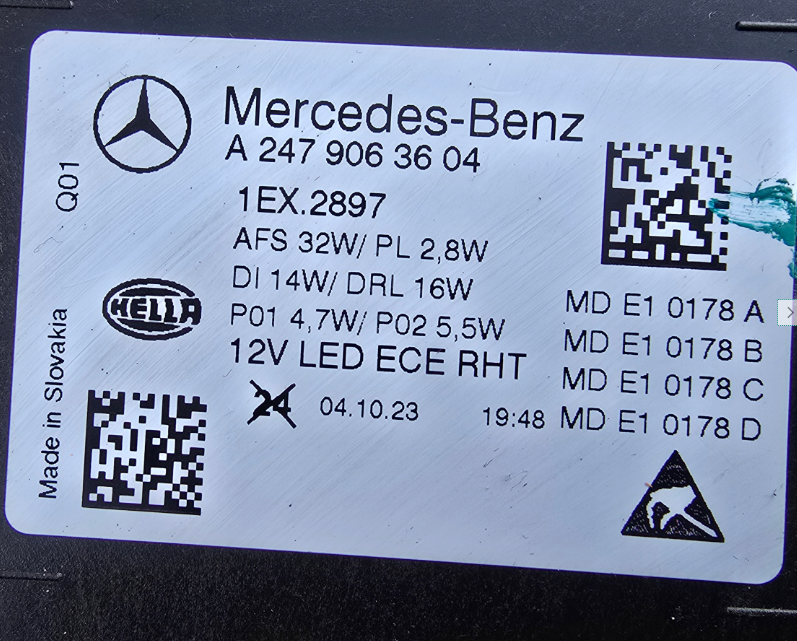 Mercedes-Benz
A 247 906 36 04
Q01
1EX.2897
AFS 32W/ PL 2,8W
DI 14W/ DRL 16W
P01 4,7W/ P02 5,5W
12V LED ECE RHT
HELLA
Made in Slovakia
24 04.10.23 19:48
MD E1 0178 A
MD E1 0178 B
MD E1 0178 C
MD E1 0178 D